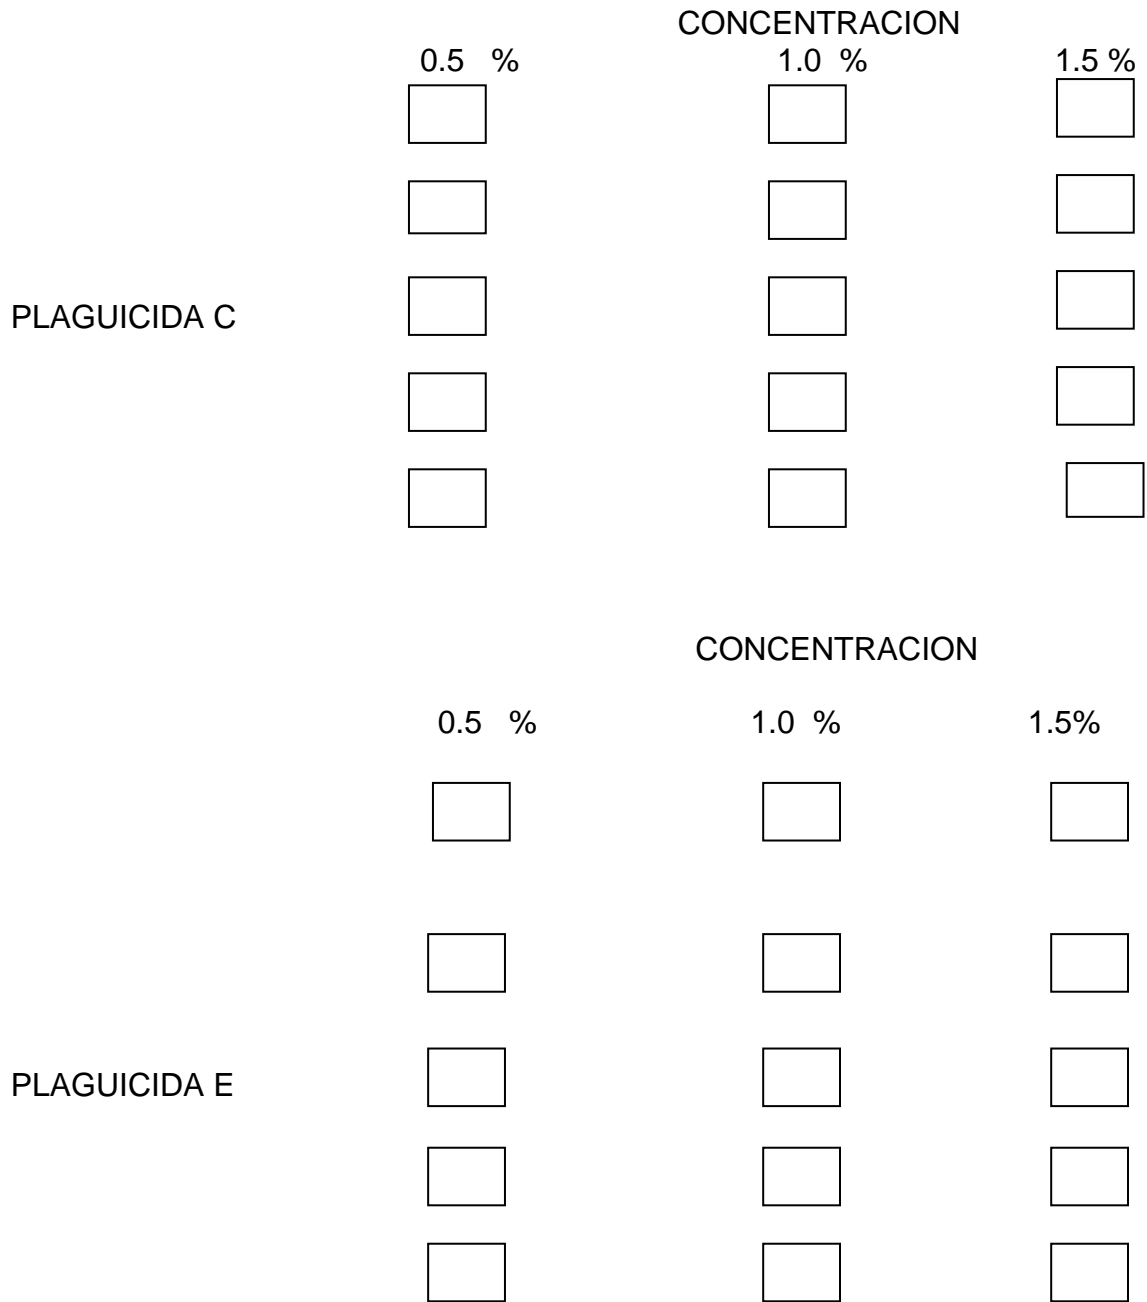 CONCENTRACION
0.5 % 1.0 % 1.5 %
PLAGUICIDA C
CONCENTRACION
0.5 % 1.0 % 1.5%
PLAGUICIDA E